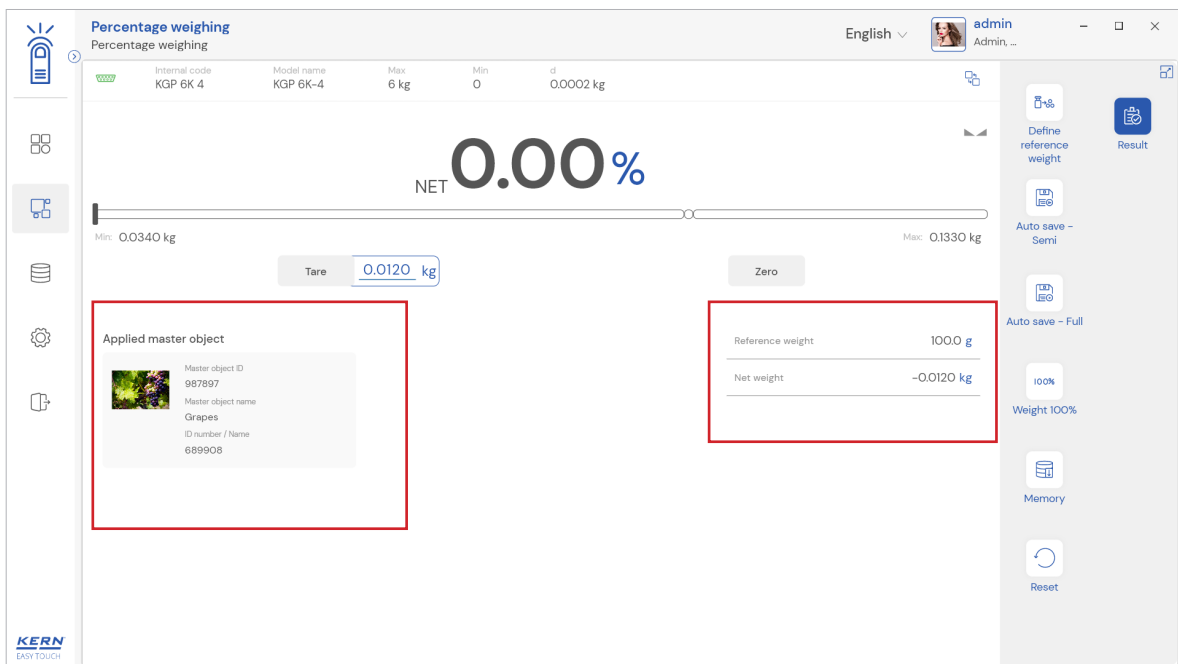 Percentage weighing
Percentage weighing
English
admin
Admin, ...
Internal code
KGP 6K 4
Model name
KGP 6K-4
Max
6 kg
Min
0
d
0.0002 kg
NET 0.00 %
Min: 0.0340 kg
Max: 0.1330 kg
Tare 0.0120 kg
Zero
Applied master object
Master object ID
987897
Master object name
Grapes
ID number / Name
689908
Reference weight 100.0 g
Net weight -0.0120 kg
Define
reference
weight
Result
Auto save -
Semi
Auto save - Full
100%
Weight 100%
Memory
Reset
KERN
EASY TOUCH